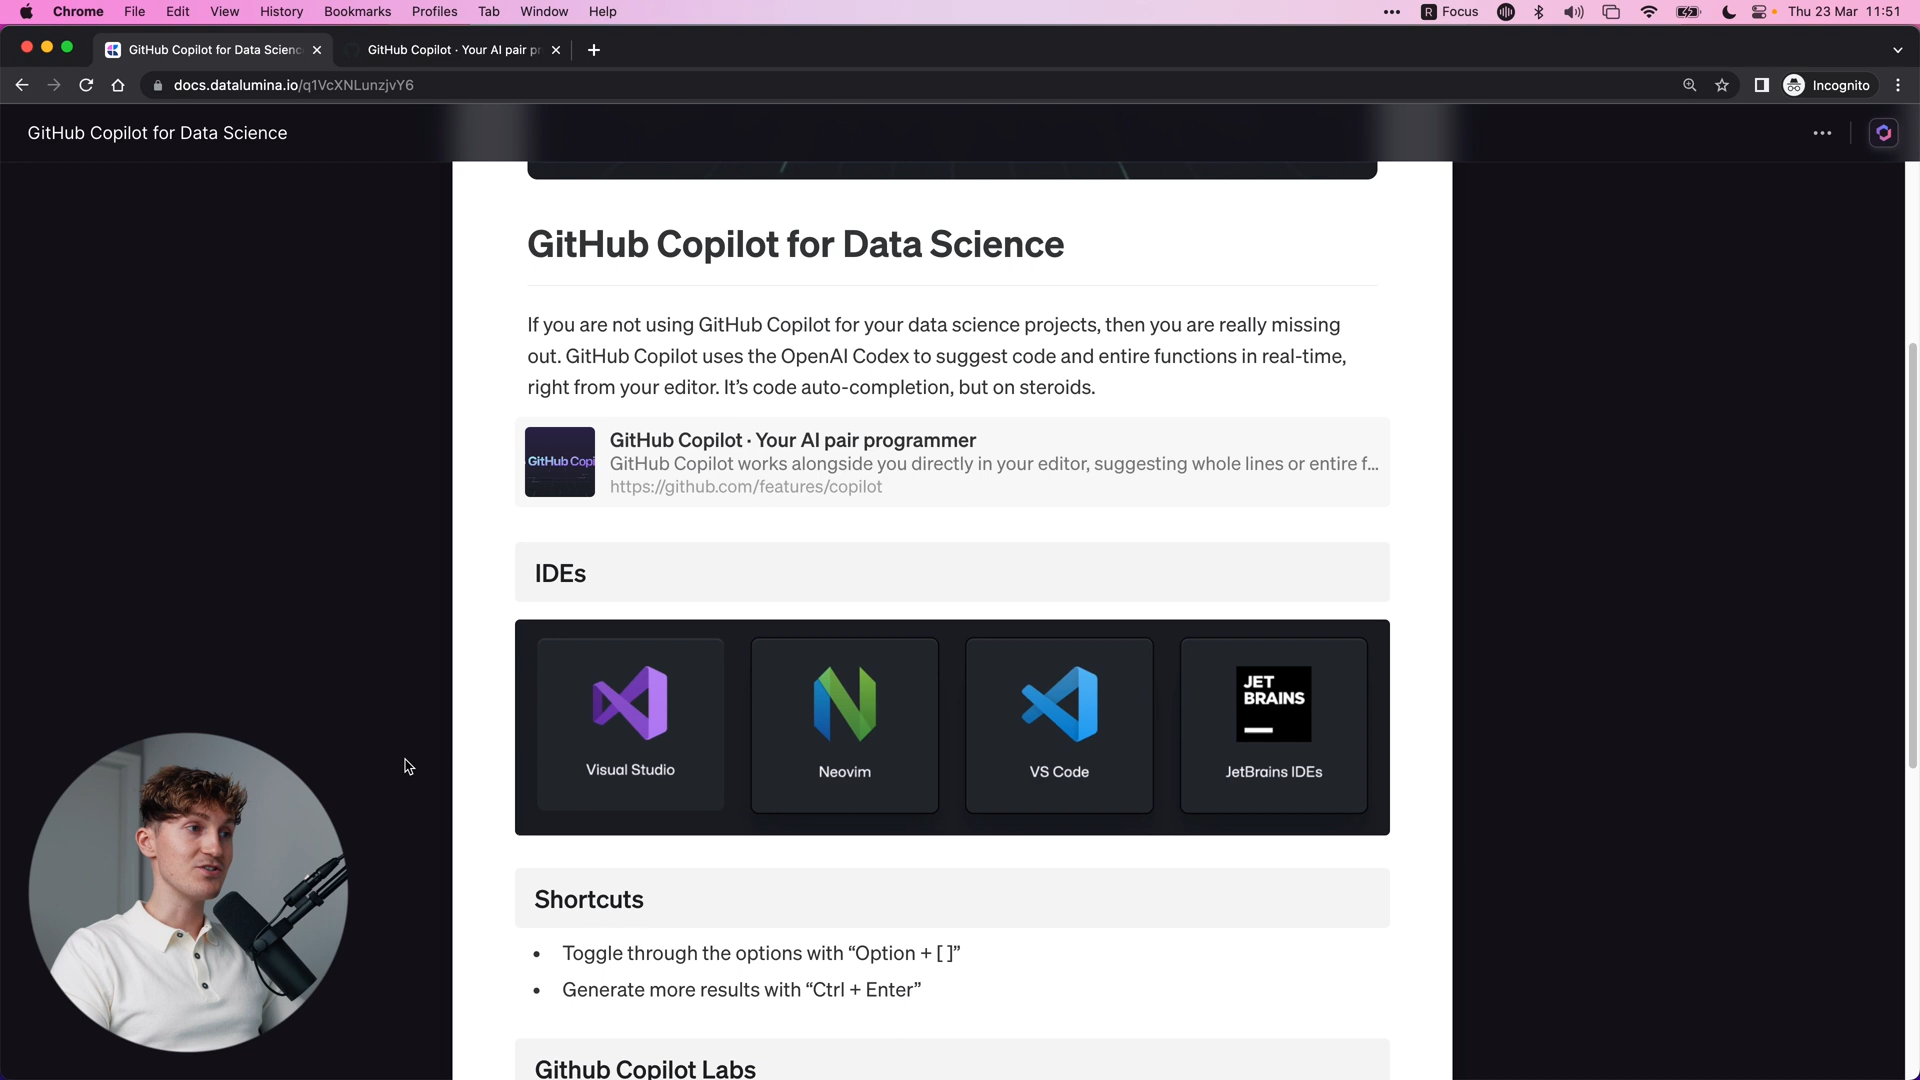 Chrome File Edit View History Bookmarks Profiles Tab Window Help
R Focus Thu 23 Mar 11:51
GitHub Copilot for Data Scienc
GitHub Copilot · Your AI pair pr
docs.datalumina.io/q1VcXNLunzjvY6
Incognito
GitHub Copilot for Data Science
GitHub Copilot for Data Science
If you are not using GitHub Copilot for your data science projects, then you are really missing
out. GitHub Copilot uses the OpenAI Codex to suggest code and entire functions in real-time,
right from your editor. It’s code auto-completion, but on steroids.
GitHub Copi
GitHub Copilot · Your AI pair programmer
GitHub Copilot works alongside you directly in your editor, suggesting whole lines or entire f...
https://github.com/features/copilot
IDEs
JET
BRAINS
Visual Studio
Neovim
VS Code
JetBrains IDEs
Shortcuts
• Toggle through the options with “Option + [ ]”
• Generate more results with “Ctrl + Enter”
Github Copilot Labs